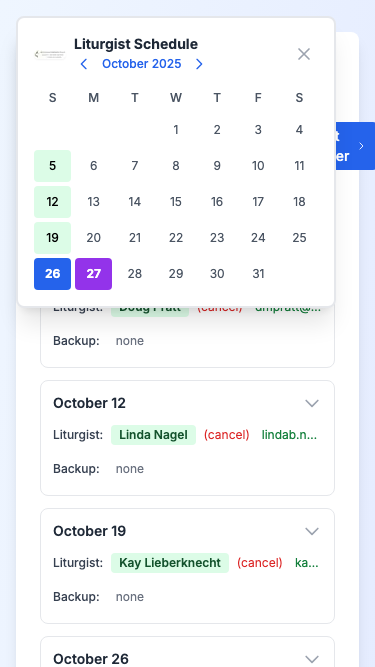 Liturgist Schedule
October 2025
S M T W T F S
1 2 3 4
5 6 7 8 9 10 11
12 13 14 15 16 17 18
19 20 21 22 23 24 25
26 27 28 29 30 31
Liturgist: Doug Pratt (cancel) dmpratt@...
Backup: none
October 12
Liturgist: Linda Nagel (cancel) lindab.n...
Backup: none
October 19
Liturgist: Kay Lieberknecht (cancel) ka...
Backup: none
October 26